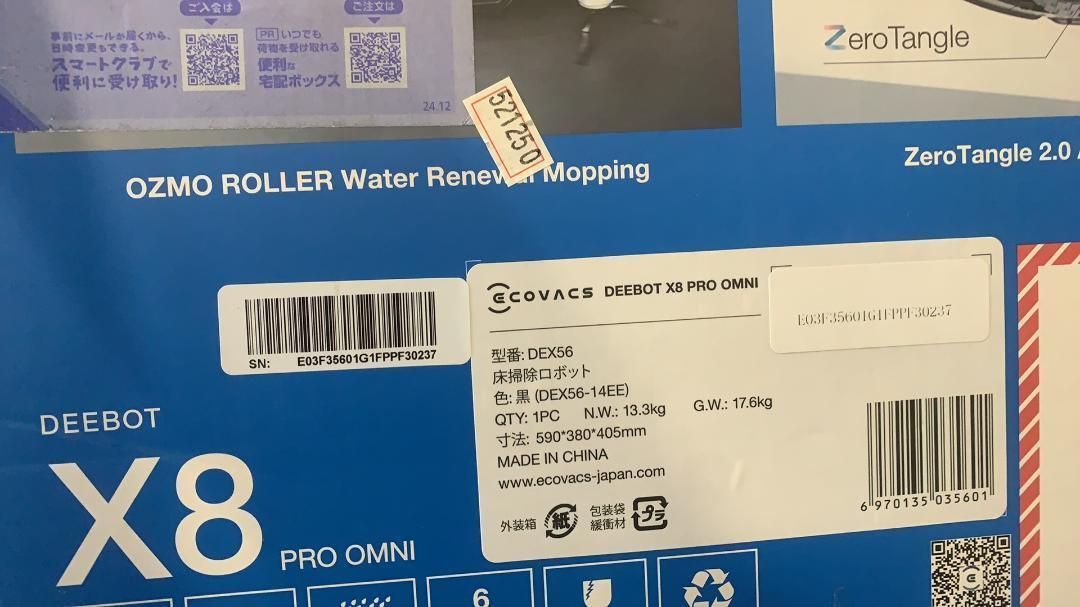 ご入会は
事前にメールが届くから、
日時変更もできる。
スマートクラブで
便利に受け取り!
ご注文は
PR いつでも
荷物を受け取れる
便利な
宅配ボックス
24.12
521250
ZeroTangle
OZMO ROLLER Water Renewal Mopping
ZeroTangle 2.0
SN: E03F35601G1FPPF30237
ECOVACS DEEBOT X8 PRO OMNI
E03F35601G1FPPF30237
型番: DEX56
床掃除ロボット
色: 黒 (DEX56-14EE)
QTY: 1PC N.W.: 13.3kg G.W.: 17.6kg
寸法: 590*380*405mm
MADE IN CHINA
www.ecovacs-japan.com
外装箱 紙 包装袋 緩衝材 プラ
6 970135 035601
DEEBOT
X8 PRO OMNI
6